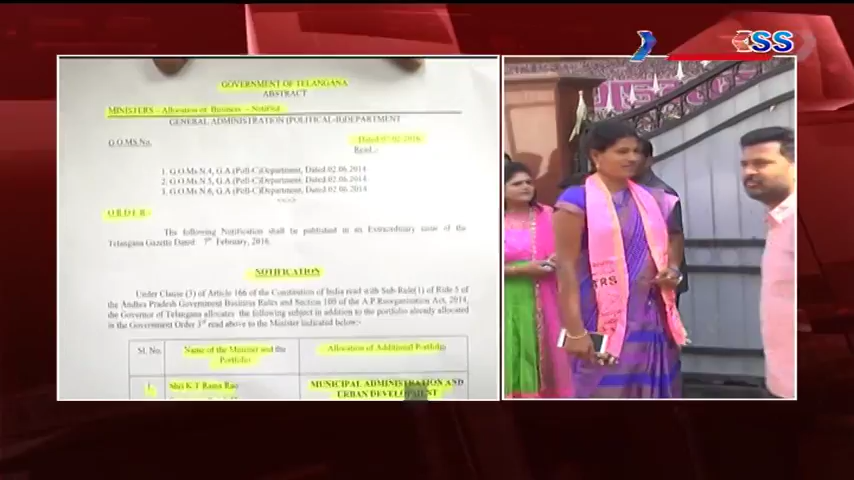 SS
GOVERNMENT OF TELANGANA
ABSTRACT
MINISTERS – Allocation of Business – Notified
GENERAL ADMINISTRATION (POLITICAL-B)DEPARTMENT
G.O.MS.No. Dated 07-02-2016
Read:-
1. G.O.Ms.N.4, G.A.(Poll-C)Department, Dated 02.06.2014.
2. G.O.Ms.N.5, G.A.(Poll-C)Department, Dated 02.06.2014.
3. G.O.Ms.N.6, G.A.(Poll-C)Department, Dated 02.06.2014
ORDER:
The following Notification shall be published in an Extraordinary issue of the
Telangana Gazette Dated 7th February, 2016.
NOTIFICATION
Under Clause (3) of Article 166 of the Constitution of India read with Sub-Rule(1) of Rule 5 of
the Andhra Pradesh Government Business Rules and Section 100 of the A.P.Reorganisation Act, 2014,
the Governor of Telangana allocates the following subject in addition to the portfolio already allocated
in the Government Order 3rd read above to the Minister indicated below:-
Sl. No. Name of the Minister and the Portfolio Allocation of Additional Portfolio
1. Shri K.T Rama Rao MUNICIPAL ADMINISTRATION AND
URBAN DEVELOPMENT
TRS